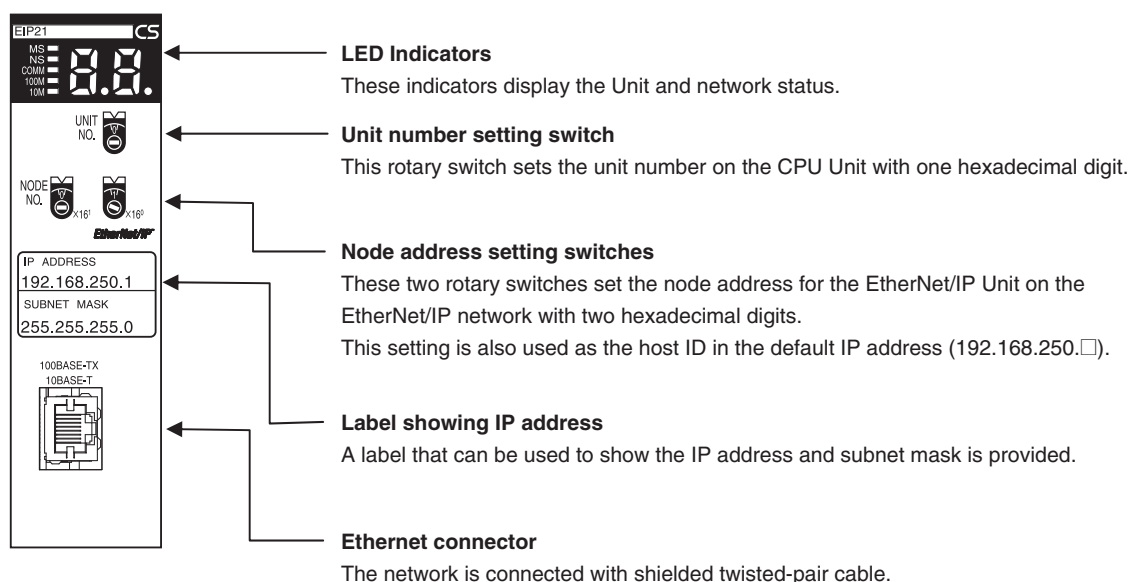 EIP21
CS
MS
NS
COMM
100M
10M
8.8.
UNIT
NO.
NODE
NO.
×16¹
×16⁰
EtherNet/IP™
IP ADDRESS
192.168.250.1
SUBNET MASK
255.255.255.0
100BASE-TX
10BASE-T
LED Indicators
These indicators display the Unit and network status.
Unit number setting switch
This rotary switch sets the unit number on the CPU Unit with one hexadecimal digit.
Node address setting switches
These two rotary switches set the node address for the EtherNet/IP Unit on the
EtherNet/IP network with two hexadecimal digits.
This setting is also used as the host ID in the default IP address (192.168.250.□).
Label showing IP address
A label that can be used to show the IP address and subnet mask is provided.
Ethernet connector
The network is connected with shielded twisted-pair cable.